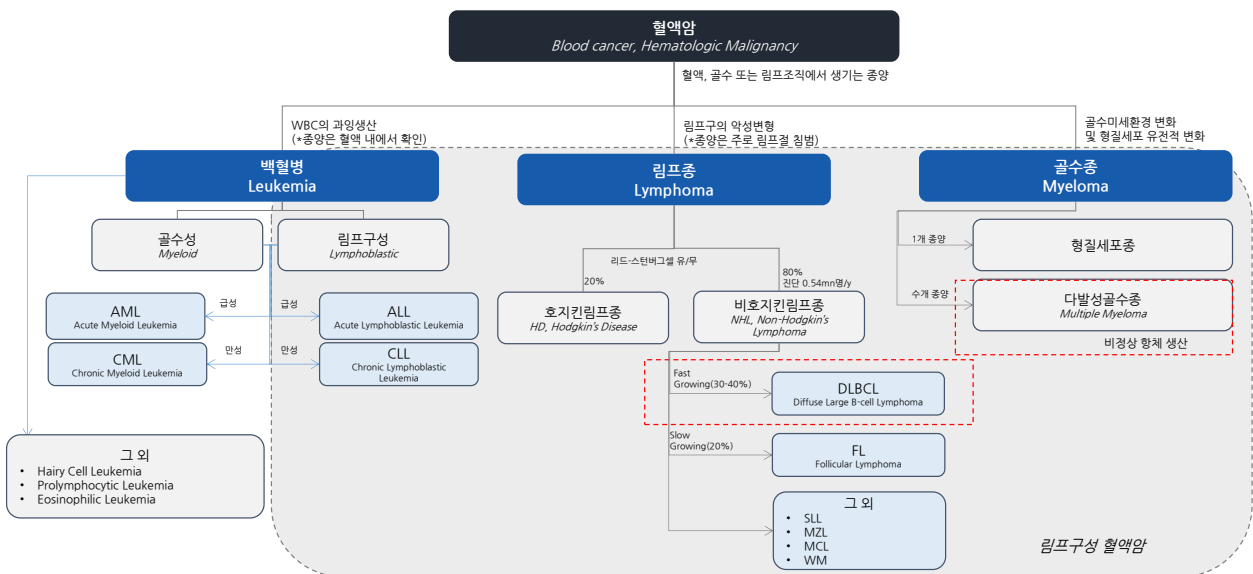 혈액암
Blood cancer, Hematologic Malignancy
혈액, 골수 또는 림프조직에서 생기는 종양
WBC의 과잉생산
(*종양은 혈액 내에서 확인)
림프구의 악성변형
(*종양은 주로 림프절 침범)
골수미세환경 변화
및 형질세포 유전적 변화
백혈병
Leukemia
림프종
Lymphoma
골수종
Myeloma
골수성
Myeloid
림프구성
Lymphoblastic
급성
급성
AML
Acute Myeloid Leukemia
ALL
Acute Lymphoblastic Leukemia
만성
만성
CML
Chronic Myeloid Leukemia
CLL
Chronic Lymphoblastic
Leukemia
그 외
• Hairy Cell Leukemia
• Prolymphocytic Leukemia
• Eosinophilic Leukemia
리드-스턴버그셀 유/무
20%
80%
진단 0.54mn명/y
호지킨림프종
HD, Hodgkin's Disease
비호지킨림프종
NHL, Non-Hodgkin's
Lymphoma
Fast
Growing(30-40%)
DLBCL
Diffuse Large B-cell Lymphoma
Slow
Growing(20%)
FL
Follicular Lymphoma
그 외
• SLL
• MZL
• MCL
• WM
1개 종양
형질세포종
수개 종양
다발성골수종
Multiple Myeloma
비정상 항체 생산
림프구성 혈액암